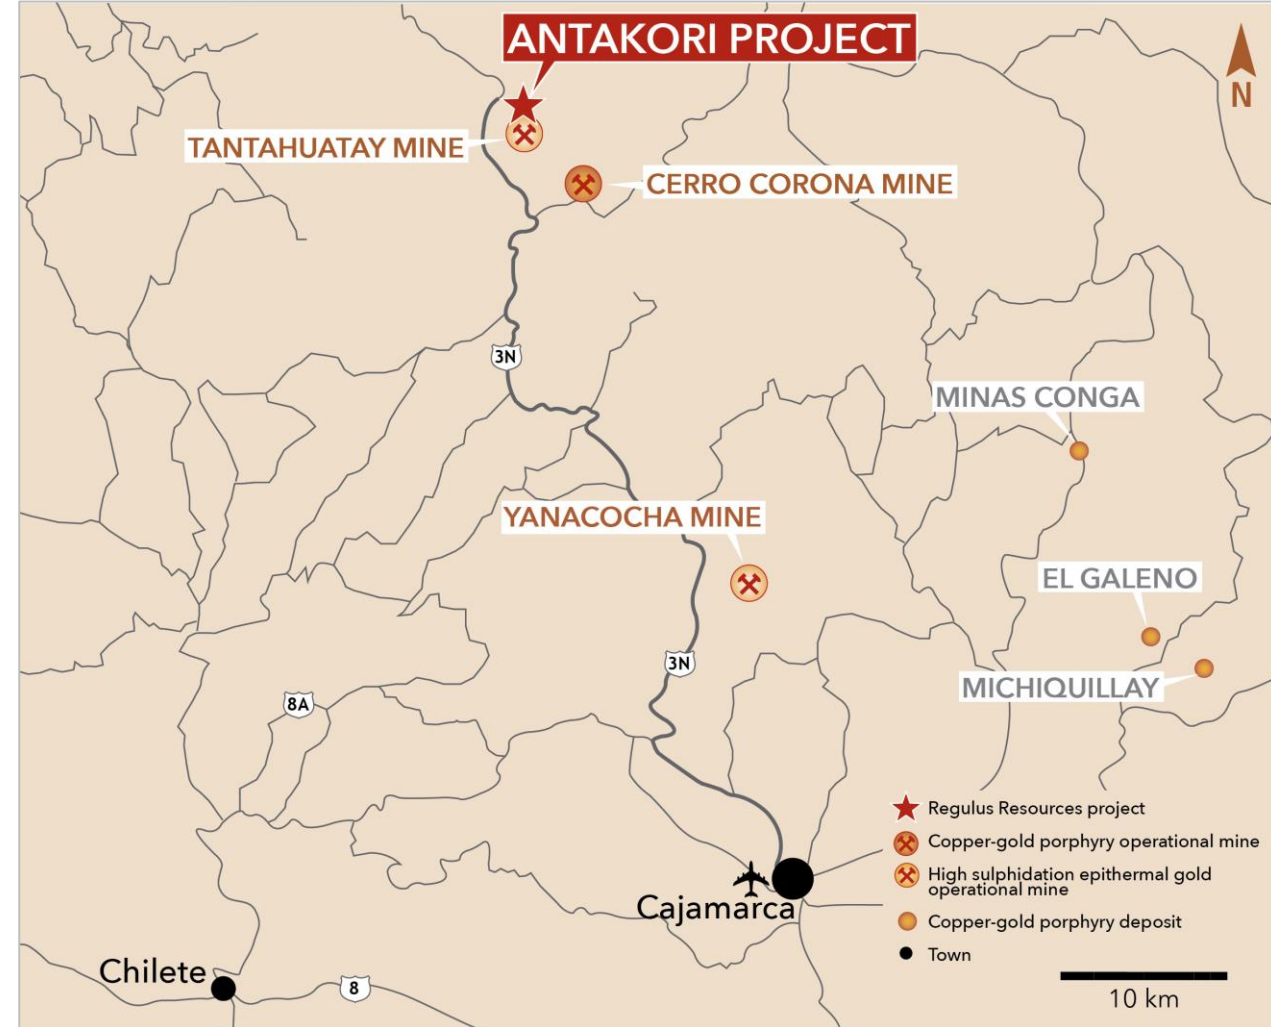 ANTAKORI PROJECT
N
TANTAHUATAY MINE
CERRO CORONA MINE
3N
MINAS CONGA
YANACOCHA MINE
EL GALENO
3N
MICHIQUILLAY
8A
Regulus Resources project
Copper-gold porphyry operational mine
High sulphidation epithermal gold
operational mine
Copper-gold porphyry deposit
Town
Cajamarca
Chilete
8
10 km